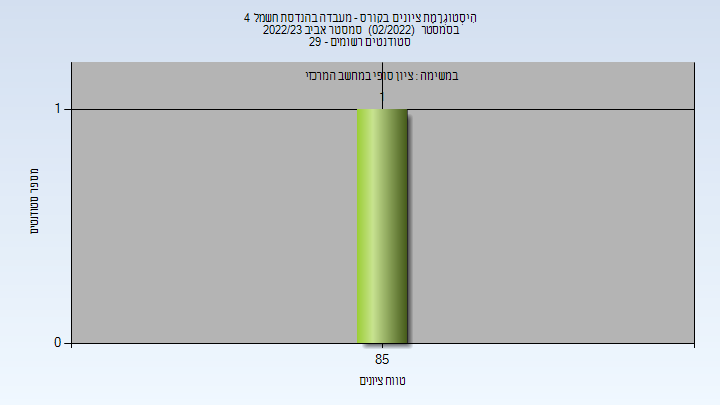 היסטוגרמת ציונים בקורס - מעבדה בהנדסת חשמל 4
בסמסטר (02/2022) סמסטר אביב 2022/23
סטודנטים רשומים - 29
במשימה : ציון סופי במחשב המרכזי
1
1
מספר סטודנטים
0
85
טווח ציונים